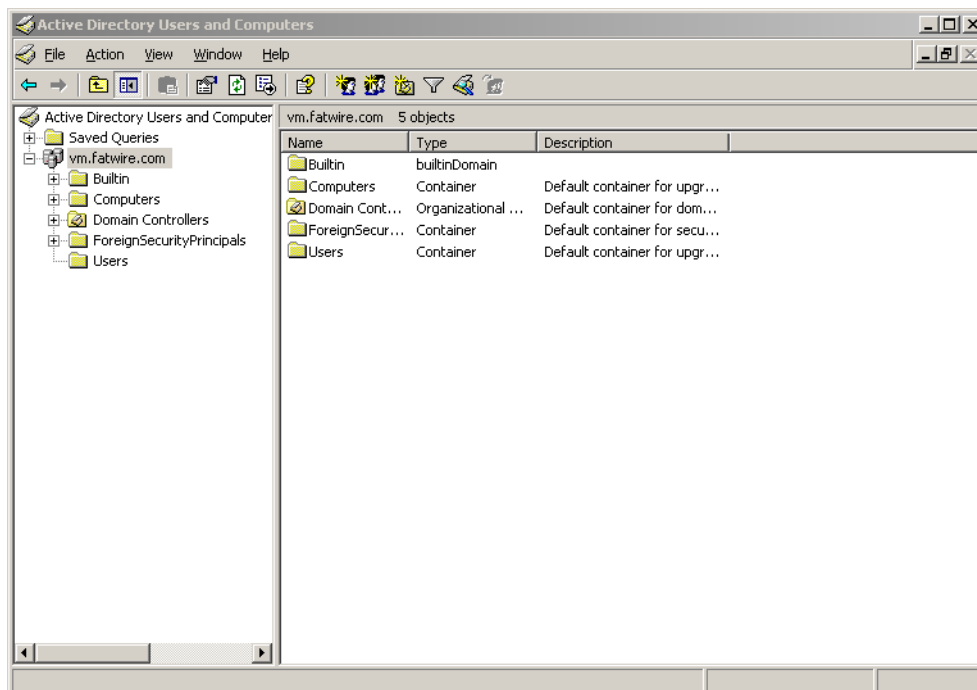 Active Directory Users and Computers
File Action View Window Help
Active Directory Users and Computer
Saved Queries
vm.fatwire.com
Builtin
Computers
Domain Controllers
ForeignSecurityPrincipals
Users
vm.fatwire.com 5 objects
Name Type Description
Builtin builtinDomain
Computers Container Default container for upgr...
Domain Cont... Organizational ... Default container for dom...
ForeignSecur... Container Default container for secu...
Users Container Default container for upgr...